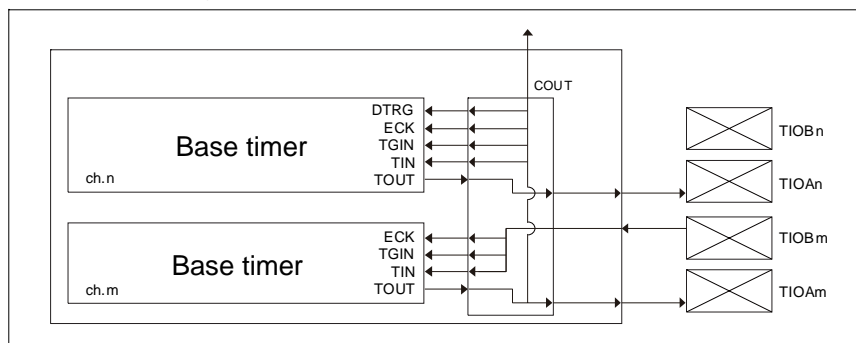 COUT
DTRG
ECK
TGIN
TIN
TOUT
Base timer
ch.n
TIOBn
TIOAn
ECK
TGIN
TIN
TOUT
Base timer
ch.m
TIOBm
TIOAm